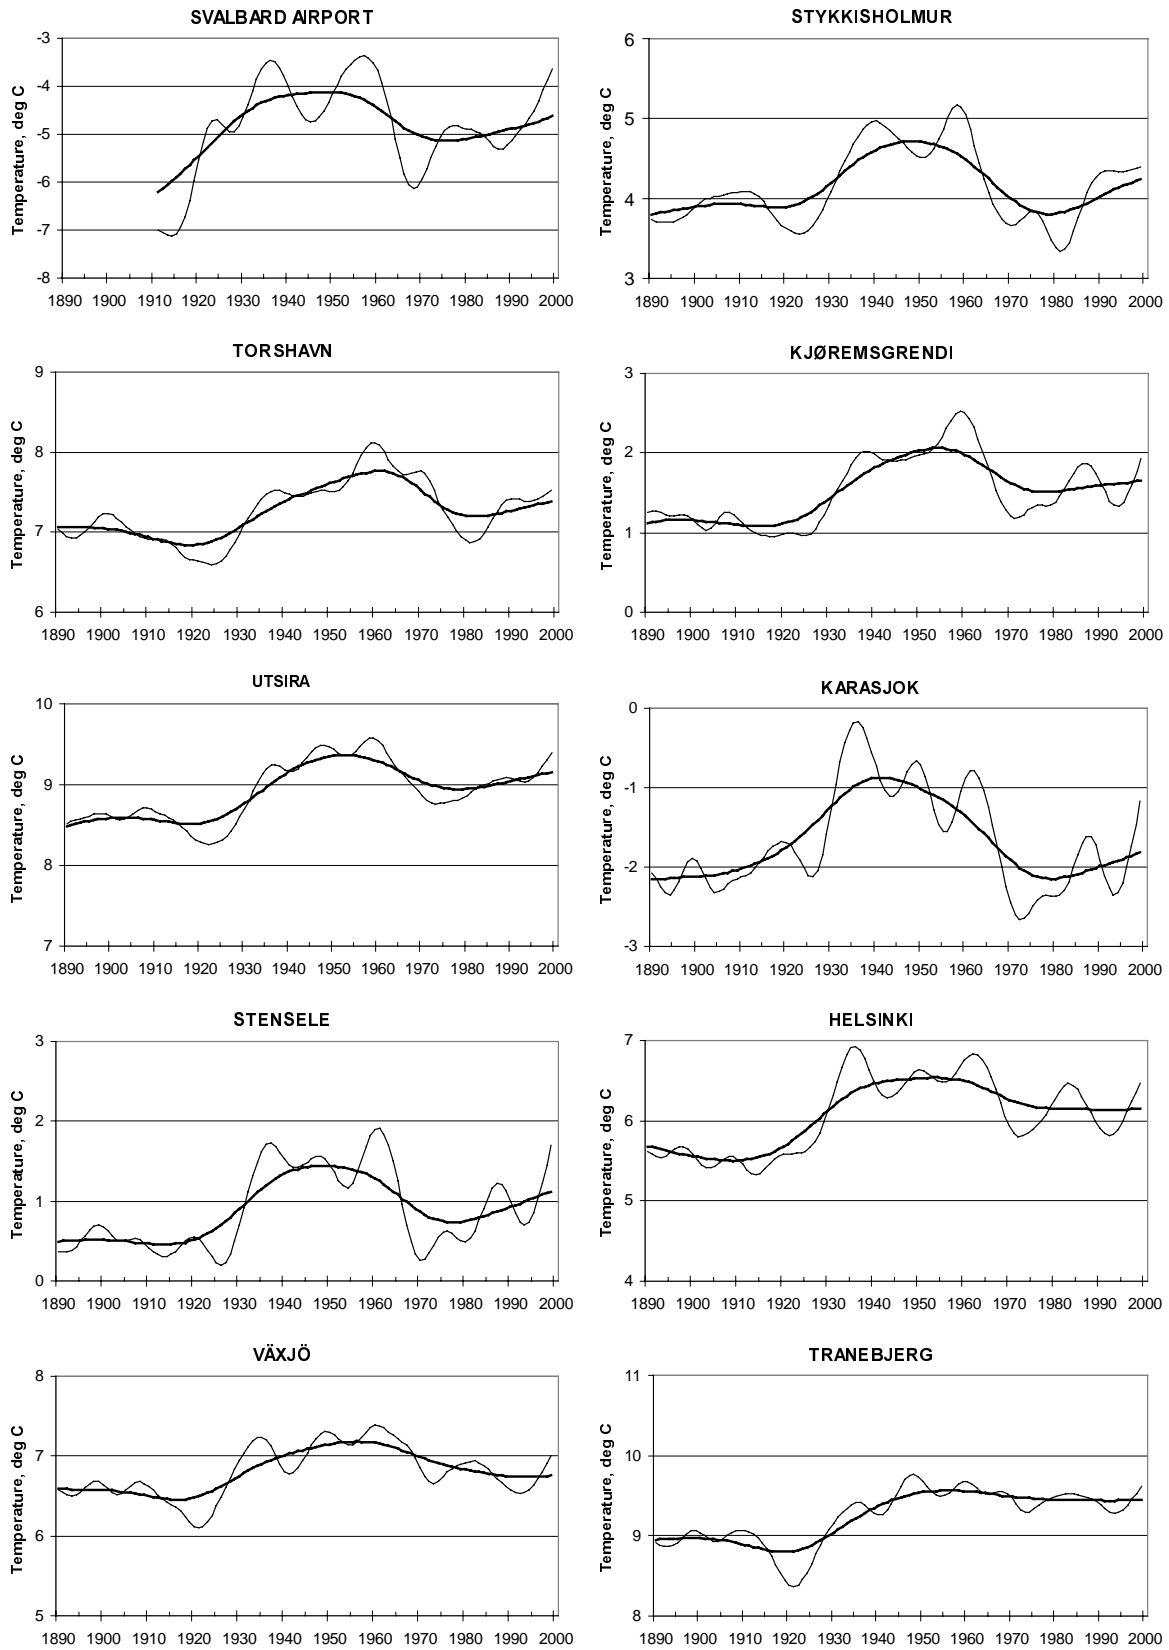 SVALBARD AIRPORT
Temperature, deg C
-3
-4
-5
-6
-7
-8
1890 1900 1910 1920 1930 1940 1950 1960 1970 1980 1990 2000
STYKKISHOLMUR
Temperature, deg C
6
5
4
3
1890 1900 1910 1920 1930 1940 1950 1960 1970 1980 1990 2000
TORSHAVN
Temperature, deg C
9
8
7
6
1890 1900 1910 1920 1930 1940 1950 1960 1970 1980 1990 2000
KJØREMSGRENDI
Temperature, deg C
3
2
1
0
1890 1900 1910 1920 1930 1940 1950 1960 1970 1980 1990 2000
UTSIRA
Temperature, deg C
10
9
8
7
1890 1900 1910 1920 1930 1940 1950 1960 1970 1980 1990 2000
KARASJOK
Temperature, deg C
0
-1
-2
-3
1890 1900 1910 1920 1930 1940 1950 1960 1970 1980 1990 2000
STENSELE
Temperature, deg C
3
2
1
0
1890 1900 1910 1920 1930 1940 1950 1960 1970 1980 1990 2000
HELSINKI
Temperature, deg C
7
6
5
4
1890 1900 1910 1920 1930 1940 1950 1960 1970 1980 1990 2000
VÄXJÖ
Temperature, deg C
8
7
6
5
1890 1900 1910 1920 1930 1940 1950 1960 1970 1980 1990 2000
TRANEBJERG
Temperature, deg C
11
10
9
8
1890 1900 1910 1920 1930 1940 1950 1960 1970 1980 1990 2000